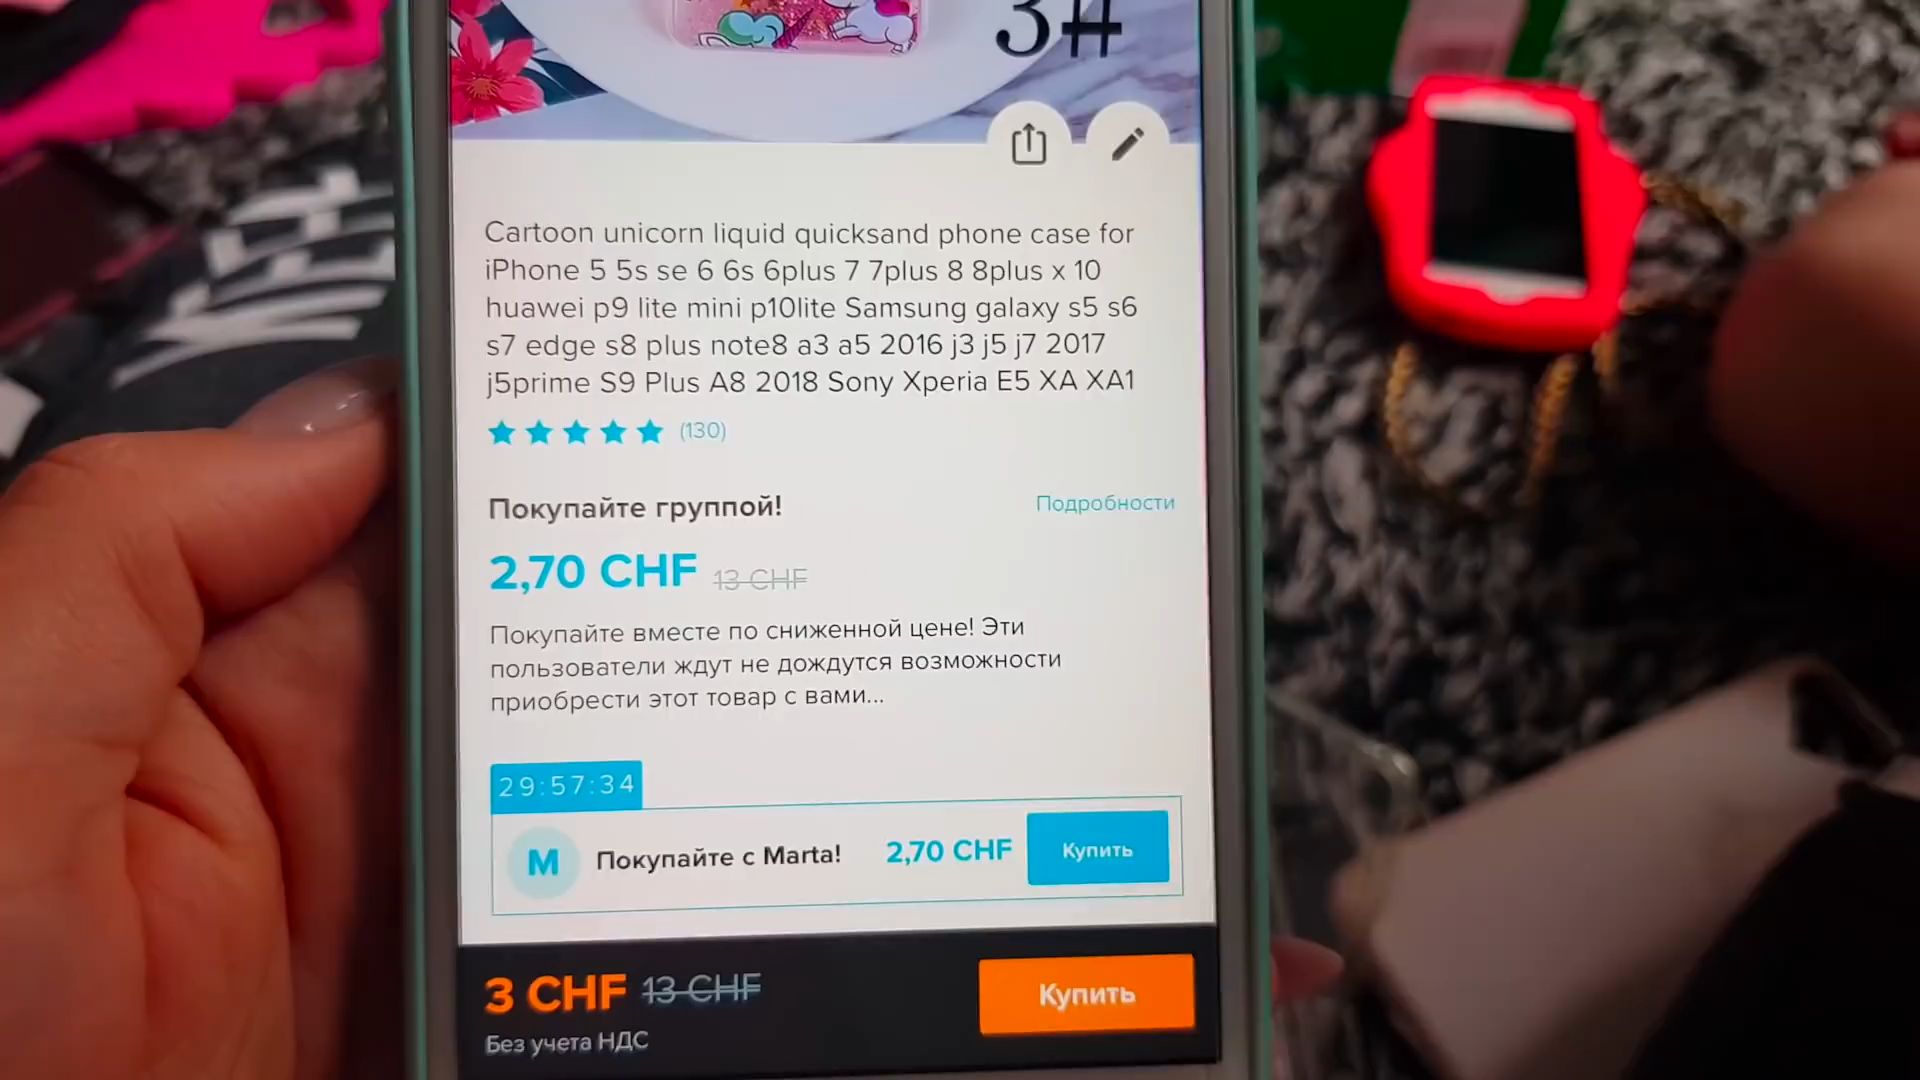 3#
Cartoon unicorn liquid quicksand phone case for
iPhone 5 5s se 6 6s 6plus 7 7plus 8 8plus x 10
huawei p9 lite mini p10lite Samsung galaxy s5 s6
s7 edge s8 plus note8 a3 a5 2016 j3 j5 j7 2017
j5prime S9 Plus A8 2018 Sony Xperia E5 XA XA1
(130)
Покупайте группой! Подробности
2,70 CHF 13 CHF
Покупайте вместе по сниженной цене! Эти
пользователи ждут не дождутся возможности
приобрести этот товар с вами...
29:57:34
M Покупайте с Marta! 2,70 CHF Купить
3 CHF 13 CHF Купить
Без учета НДС